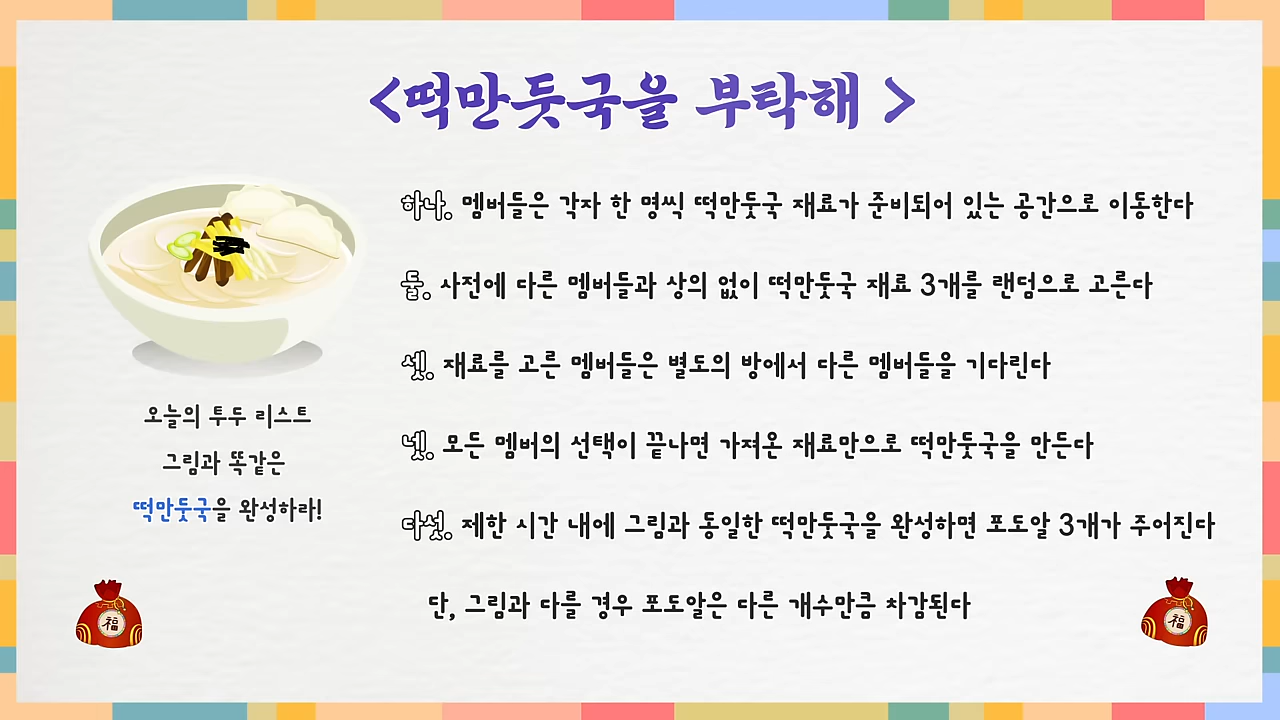 <떡만둣국을 부탁해 >
하나. 멤버들은 각자 한 명씩 떡만둣국 재료가 준비되어 있는 공간으로 이동한다
둘. 사전에 다른 멤버들과 상의 없이 떡만둣국 재료 3개를 랜덤으로 고른다
셋. 재료를 고른 멤버들은 별도의 방에서 다른 멤버들을 기다린다
넷. 모든 멤버의 선택이 끝나면 가져온 재료만으로 떡만둣국을 만든다
다섯. 제한 시간 내에 그림과 동일한 떡만둣국을 완성하면 포도알 3개가 주어진다
단, 그림과 다를 경우 포도알은 다른 개수만큼 차감된다
오늘의 투두 리스트
그림과 똑같은
떡만둣국을 완성하라!
福
福